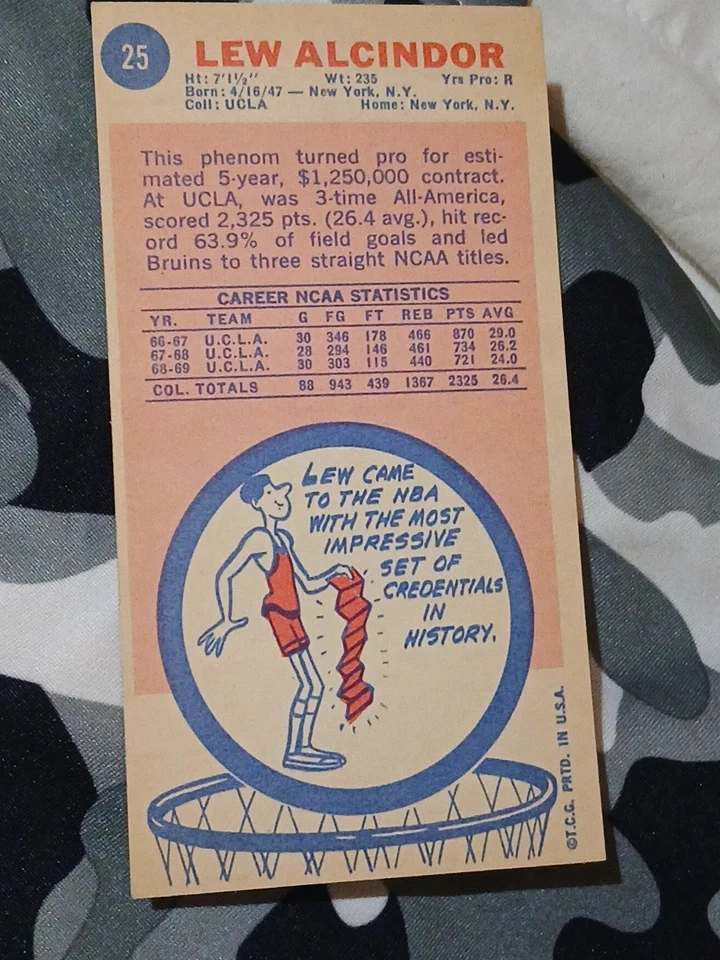 25
LEW ALCINDOR
Ht: 7'1½" Wt: 235 Yrs Pro: R
Born: 4/16/47 — New York, N.Y.
Coll: UCLA Home: New York, N.Y.
This phenom turned pro for esti-
mated 5-year, $1,250,000 contract.
At UCLA, was 3-time All-America,
scored 2,325 pts. (26.4 avg.), hit rec-
ord 63.9% of field goals and led
Bruins to three straight NCAA titles.
CAREER NCAA STATISTICS
YR. TEAM G FG FT REB PTS AVG
66-67 U.C.L.A. 30 346 178 466 870 29.0
67-68 U.C.L.A. 28 294 146 461 734 26.2
68-69 U.C.L.A. 30 303 115 440 721 24.0
COL. TOTALS 88 943 439 1367 2325 26.4
LEW CAME
TO THE NBA
WITH THE MOST
IMPRESSIVE
SET OF
CREDENTIALS
IN
HISTORY.
©T.C.G. PRTD. IN U.S.A.